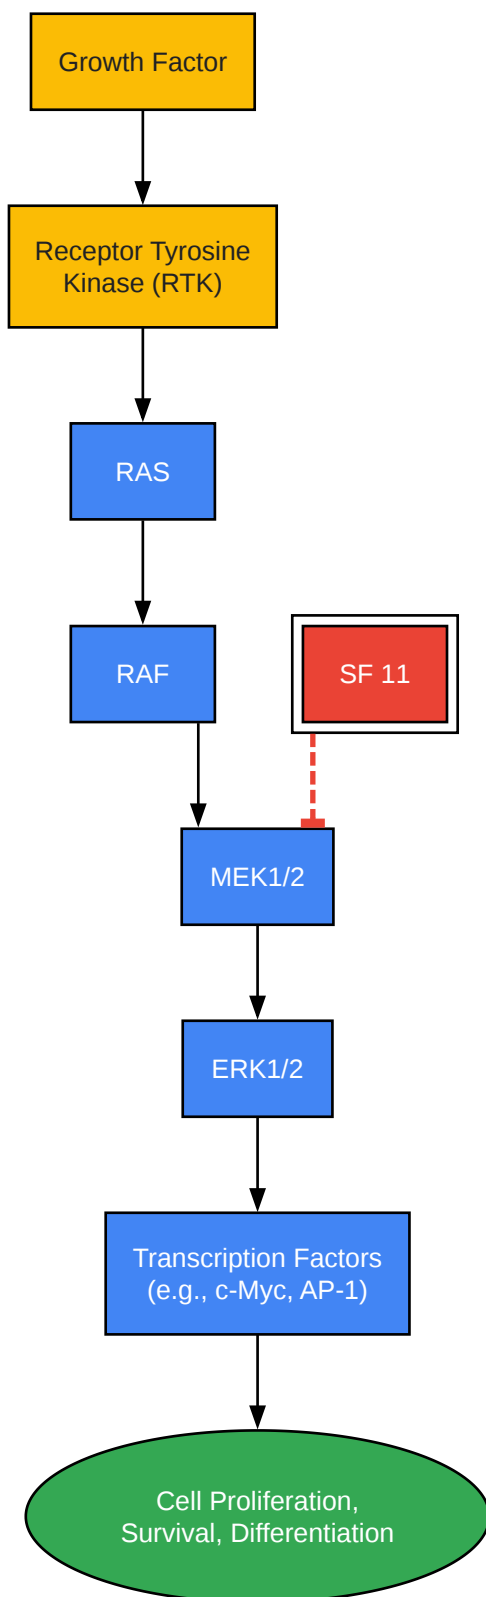 Growth Factor
Receptor Tyrosine
Kinase (RTK)
RAS
RAF
SF 11
MEK1/2
ERK1/2
Transcription Factors
(e.g., c-Myc, AP-1)
Cell Proliferation,
Survival, Differentiation